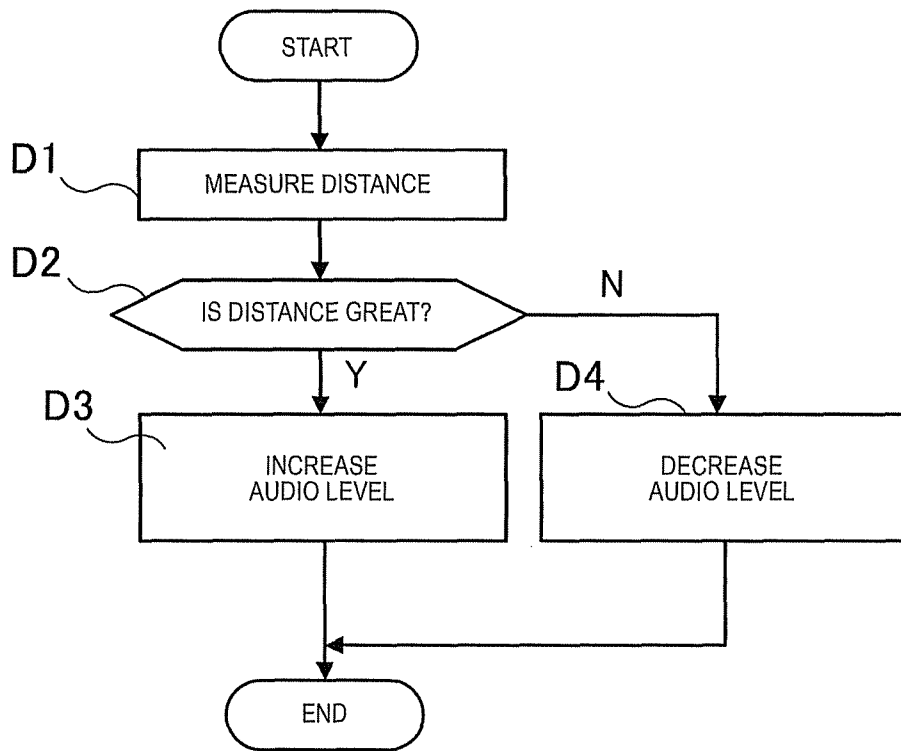 START
D1
MEASURE DISTANCE
D2
IS DISTANCE GREAT?
N
Y
D3
INCREASE
AUDIO LEVEL
D4
DECREASE
AUDIO LEVEL
END